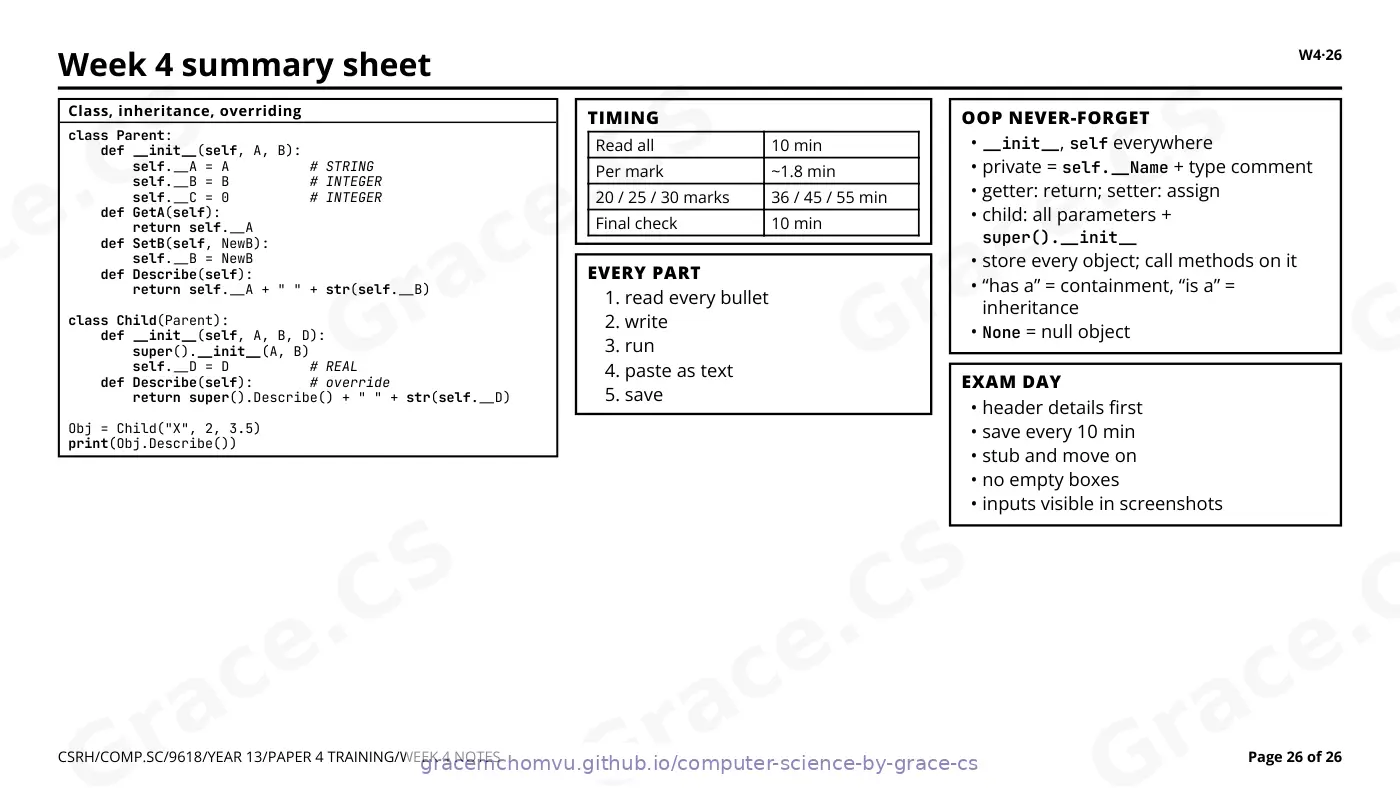 Week 4 summary sheet
W4·26
Class, inheritance, overriding
class Parent:
    def __init__(self, A, B):
        self.__A = A          # STRING
        self.__B = B          # INTEGER
        self.__C = 0          # INTEGER
    def GetA(self):
        return self.__A
    def SetB(self, NewB):
        self.__B = NewB
    def Describe(self):
        return self.__A + " " + str(self.__B)

class Child(Parent):
    def __init__(self, A, B, D):
        super().__init__(A, B)
        self.__D = D          # REAL
    def Describe(self):       # override
        return super().Describe() + " " + str(self.__D)

Obj = Child("X", 2, 3.5)
print(Obj.Describe())
TIMING
Read all 10 min
Per mark ~1.8 min
20 / 25 / 30 marks 36 / 45 / 55 min
Final check 10 min
EVERY PART
1. read every bullet
2. write
3. run
4. paste as text
5. save
OOP NEVER-FORGET
• __init__, self everywhere
• private = self.__Name + type comment
• getter: return; setter: assign
• child: all parameters +
super().__init__
• store every object; call methods on it
• “has a” = containment, “is a” =
inheritance
• None = null object
EXAM DAY
• header details first
• save every 10 min
• stub and move on
• no empty boxes
• inputs visible in screenshots
Grace.CS
CSRH/COMP.SC/9618/YEAR 13/PAPER 4 TRAINING/WEEK 4 NOTES
gracemchomvu.github.io/computer-science-by-grace-cs
Page 26 of 26